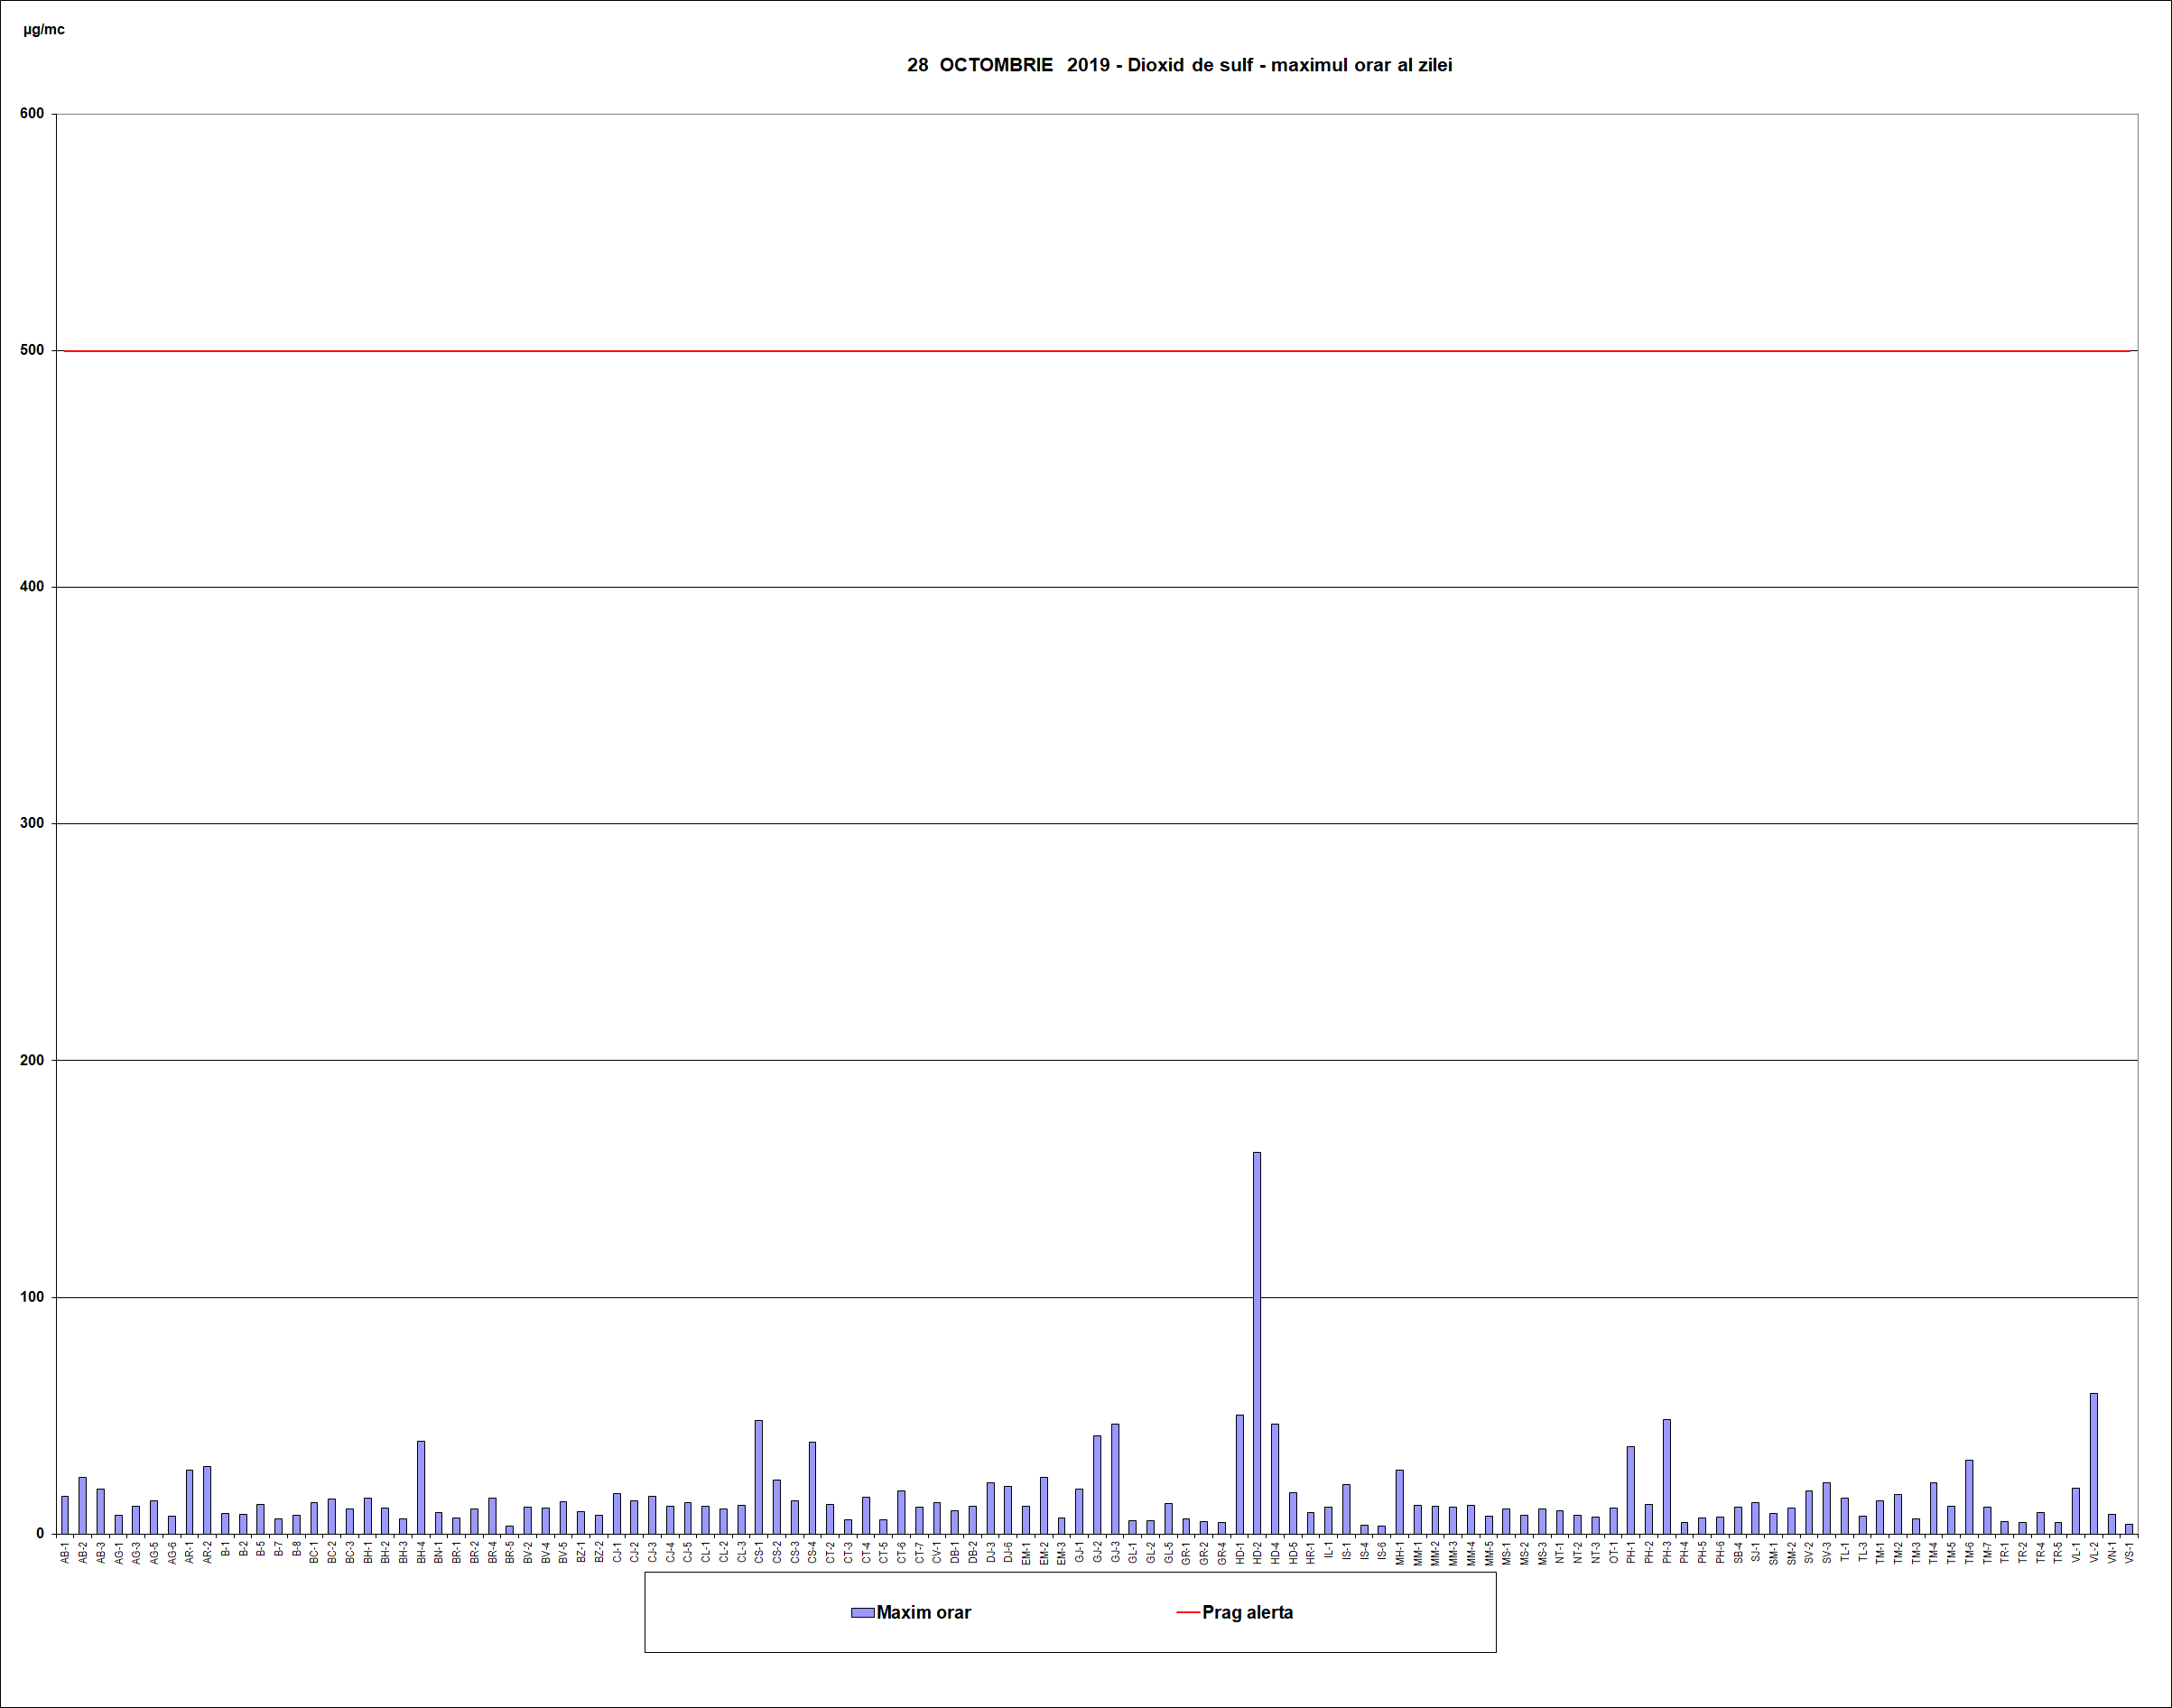 µg/mc
28 OCTOMBRIE 2019 - Dioxid de sulf - maximul orar al zilei
600
500
400
300
200
100
0
AB-1 AB-2 AB-3 AG-1 AG-3 AG-5 AG-6 AR-1 AR-2 B-1 B-2 B-5 B-7 B-8 BC-1 BC-2 BC-3 BH-1 BH-2 BH-3 BH-4 BN-1 BR-1 BR-2 BR-4 BR-5 BV-2 BV-4 BV-5 BZ-1 BZ-2 CJ-1 CJ-2 CJ-3 CJ-4 CJ-5 CL-1 CL-2 CL-3 CS-1 CS-2 CS-3 CS-4 CT-2 CT-3 CT-4 CT-5 CT-6 CT-7 CV-1 DB-1 DB-2 DJ-3 DJ-6 EM-1 EM-2 EM-3 GJ-1 GJ-2 GJ-3 GL-1 GL-2 GL-5 GR-1 GR-2 GR-4 HD-1 HD-2 HD-4 HD-5 HR-1 IL-1 IS-1 IS-4 IS-6 MH-1 MM-1 MM-2 MM-3 MM-4 MM-5 MS-1 MS-2 MS-3 NT-1 NT-2 NT-3 OT-1 PH-1 PH-2 PH-3 PH-4 PH-5 PH-6 SB-4 SJ-1 SM-1 SM-2 SV-2 SV-3 TL-1 TL-3 TM-1 TM-2 TM-3 TM-4 TM-5 TM-6 TM-7 TR-1 TR-2 TR-4 TR-5 VL-1 VL-2 VN-1 VS-1
Maxim orar Prag alerta